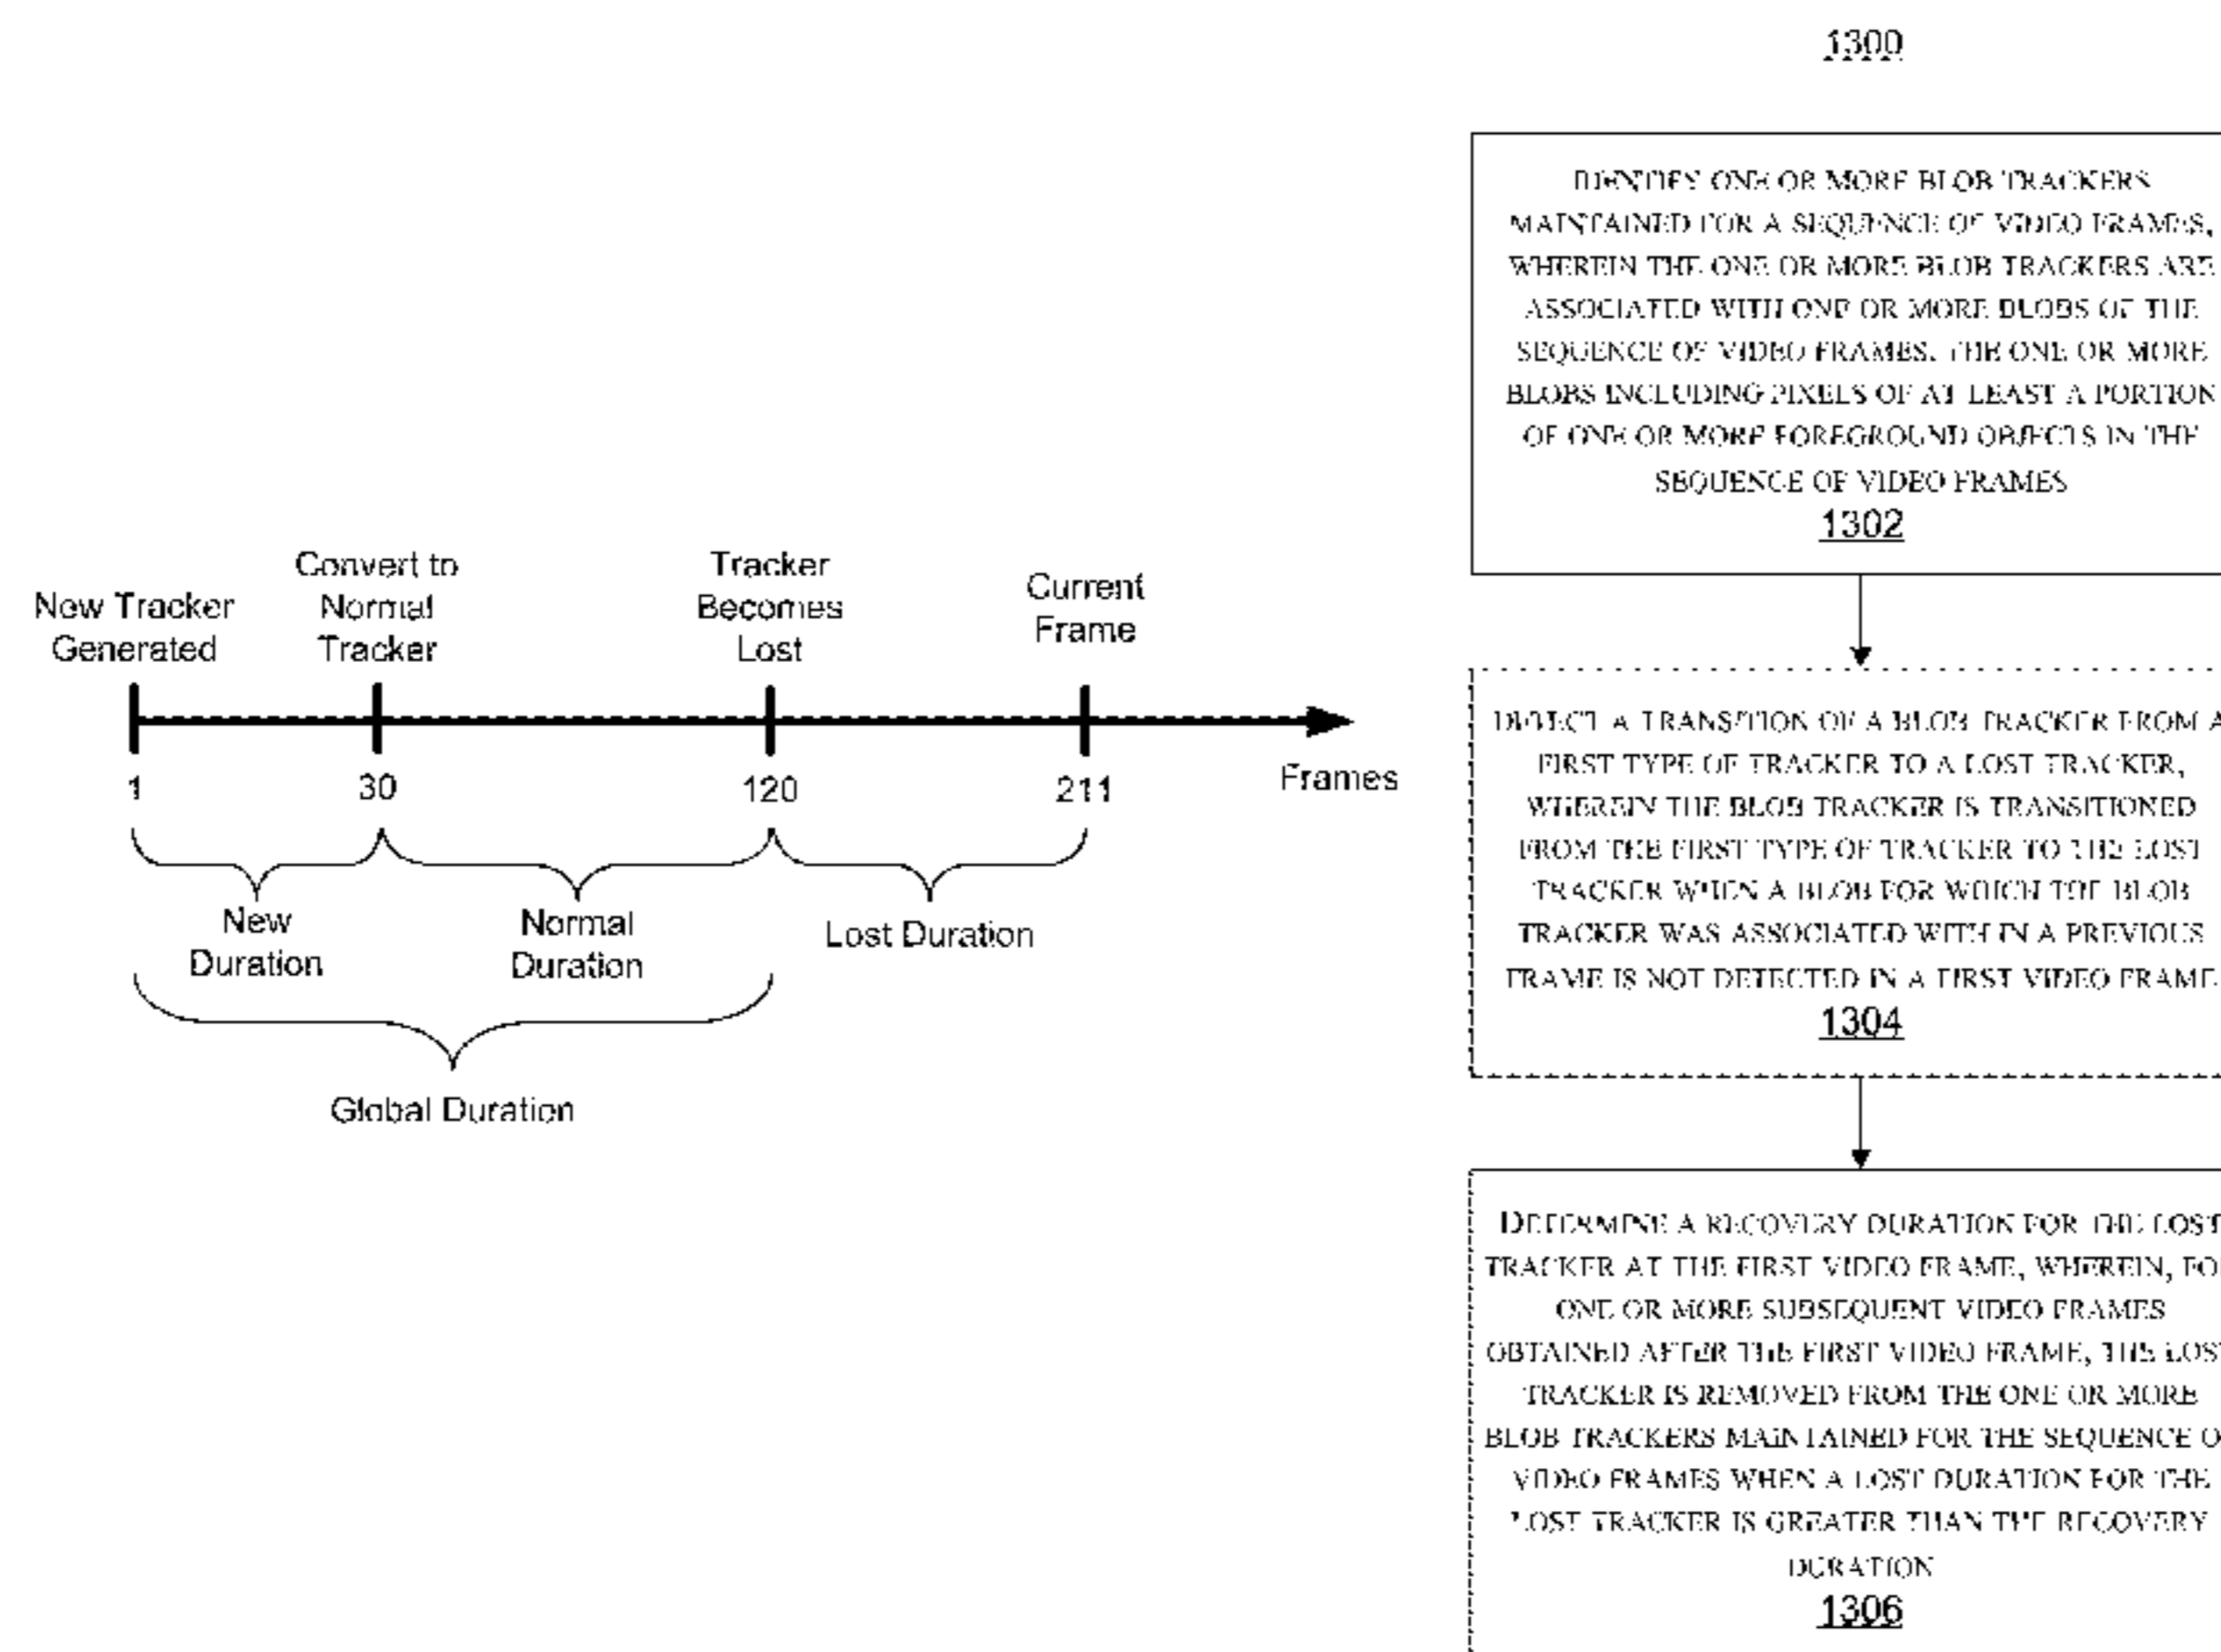 1300
IDENTIFY ONE OR MORE BLOB TRACKERS
MAINTAINED FOR A SEQUENCE OF VIDEO FRAMES,
WHEREIN THE ONE OR MORE BLOB TRACKERS ARE
ASSOCIATED WITH ONE OR MORE BLOBS OF THE
SEQUENCE OF VIDEO FRAMES, THE ONE OR MORE
BLOBS INCLUDING PIXELS OF AT LEAST A PORTION
OF ONE OR MORE FOREGROUND OBJECTS IN THE
SEQUENCE OF VIDEO FRAMES
1302
New Tracker
Generated
Convert to
Normal
Tracker
Tracker
Becomes
Lost
Current
Frame
1
30
120
211
Frames
New
Duration
Normal
Duration
Lost Duration
Global Duration
DETECT A TRANSITION OF A BLOB TRACKER FROM A
FIRST TYPE OF TRACKER TO A LOST TRACKER,
WHEREIN THE BLOB TRACKER IS TRANSITIONED
FROM THE FIRST TYPE OF TRACKER TO THE LOST
TRACKER WHEN A BLOB FOR WHICH THE BLOB
TRACKER WAS ASSOCIATED WITH IN A PREVIOUS
FRAME IS NOT DETECTED IN A FIRST VIDEO FRAME
1304
DETERMINE A RECOVERY DURATION FOR THE LOST
TRACKER AT THE FIRST VIDEO FRAME, WHEREIN, FOR
ONE OR MORE SUBSEQUENT VIDEO FRAMES
OBTAINED AFTER THE FIRST VIDEO FRAME, THE LOST
TRACKER IS REMOVED FROM THE ONE OR MORE
BLOB TRACKERS MAINTAINED FOR THE SEQUENCE OF
VIDEO FRAMES WHEN A LOST DURATION FOR THE
LOST TRACKER IS GREATER THAN THE RECOVERY
DURATION
1306